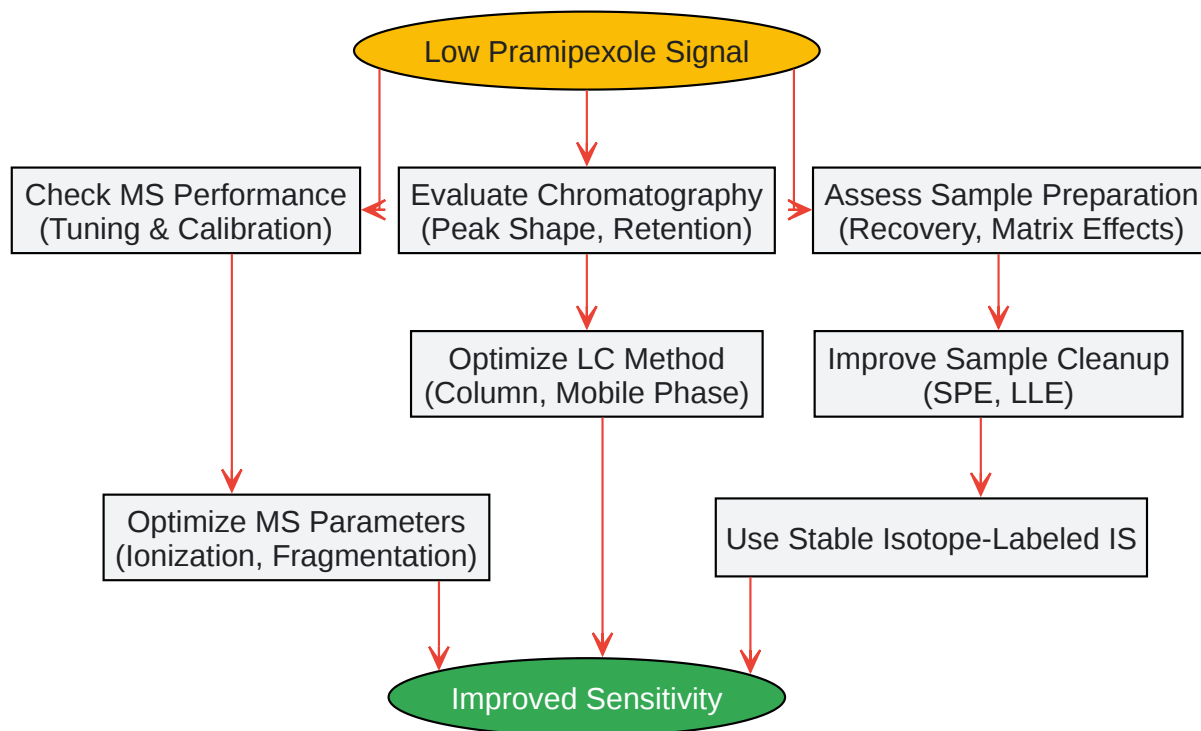 Low Pramipexole Signal
Check MS Performance
(Tuning & Calibration)
Evaluate Chromatography
(Peak Shape, Retention)
Assess Sample Preparation
(Recovery, Matrix Effects)
Optimize LC Method
(Column, Mobile Phase)
Improve Sample Cleanup
(SPE, LLE)
Optimize MS Parameters
(Ionization, Fragmentation)
Use Stable Isotope-Labeled IS
Improved Sensitivity